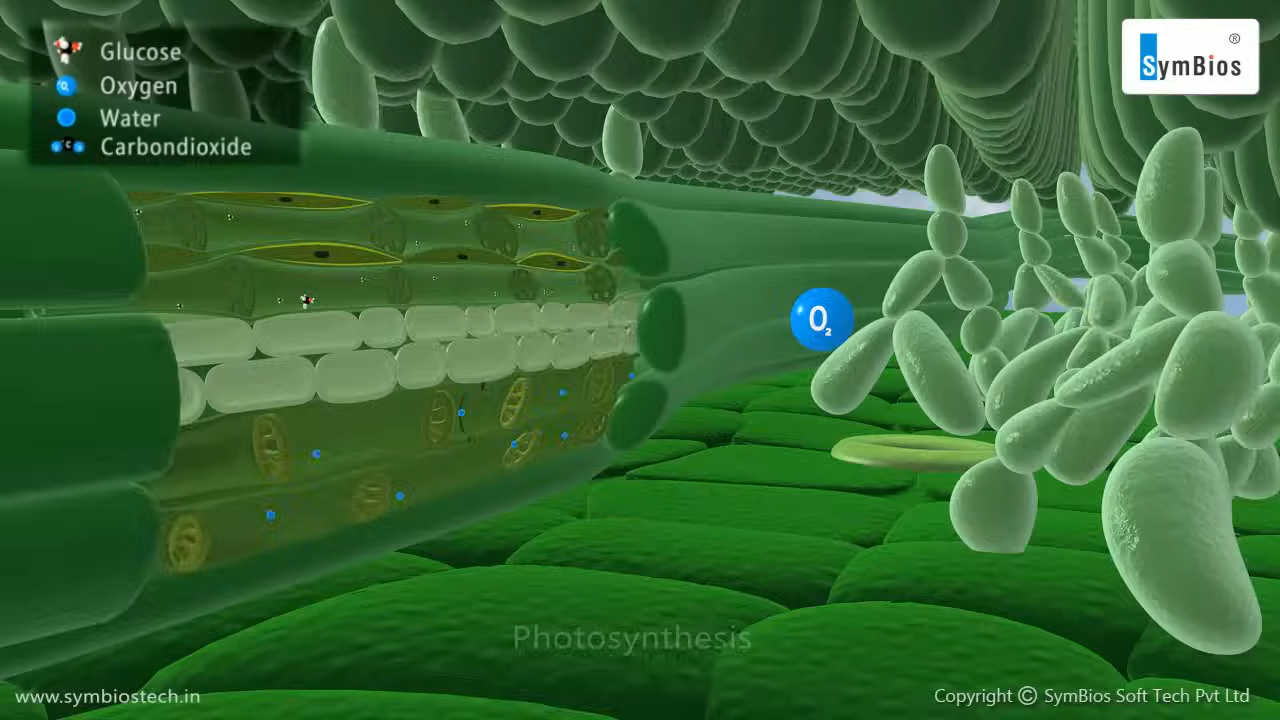 Glucose
Oxygen
Water
Carbondioxide
SymBios ®
O₂
Photosynthesis
www.symbiostech.in
Copyright © SymBios Soft Tech Pvt Ltd